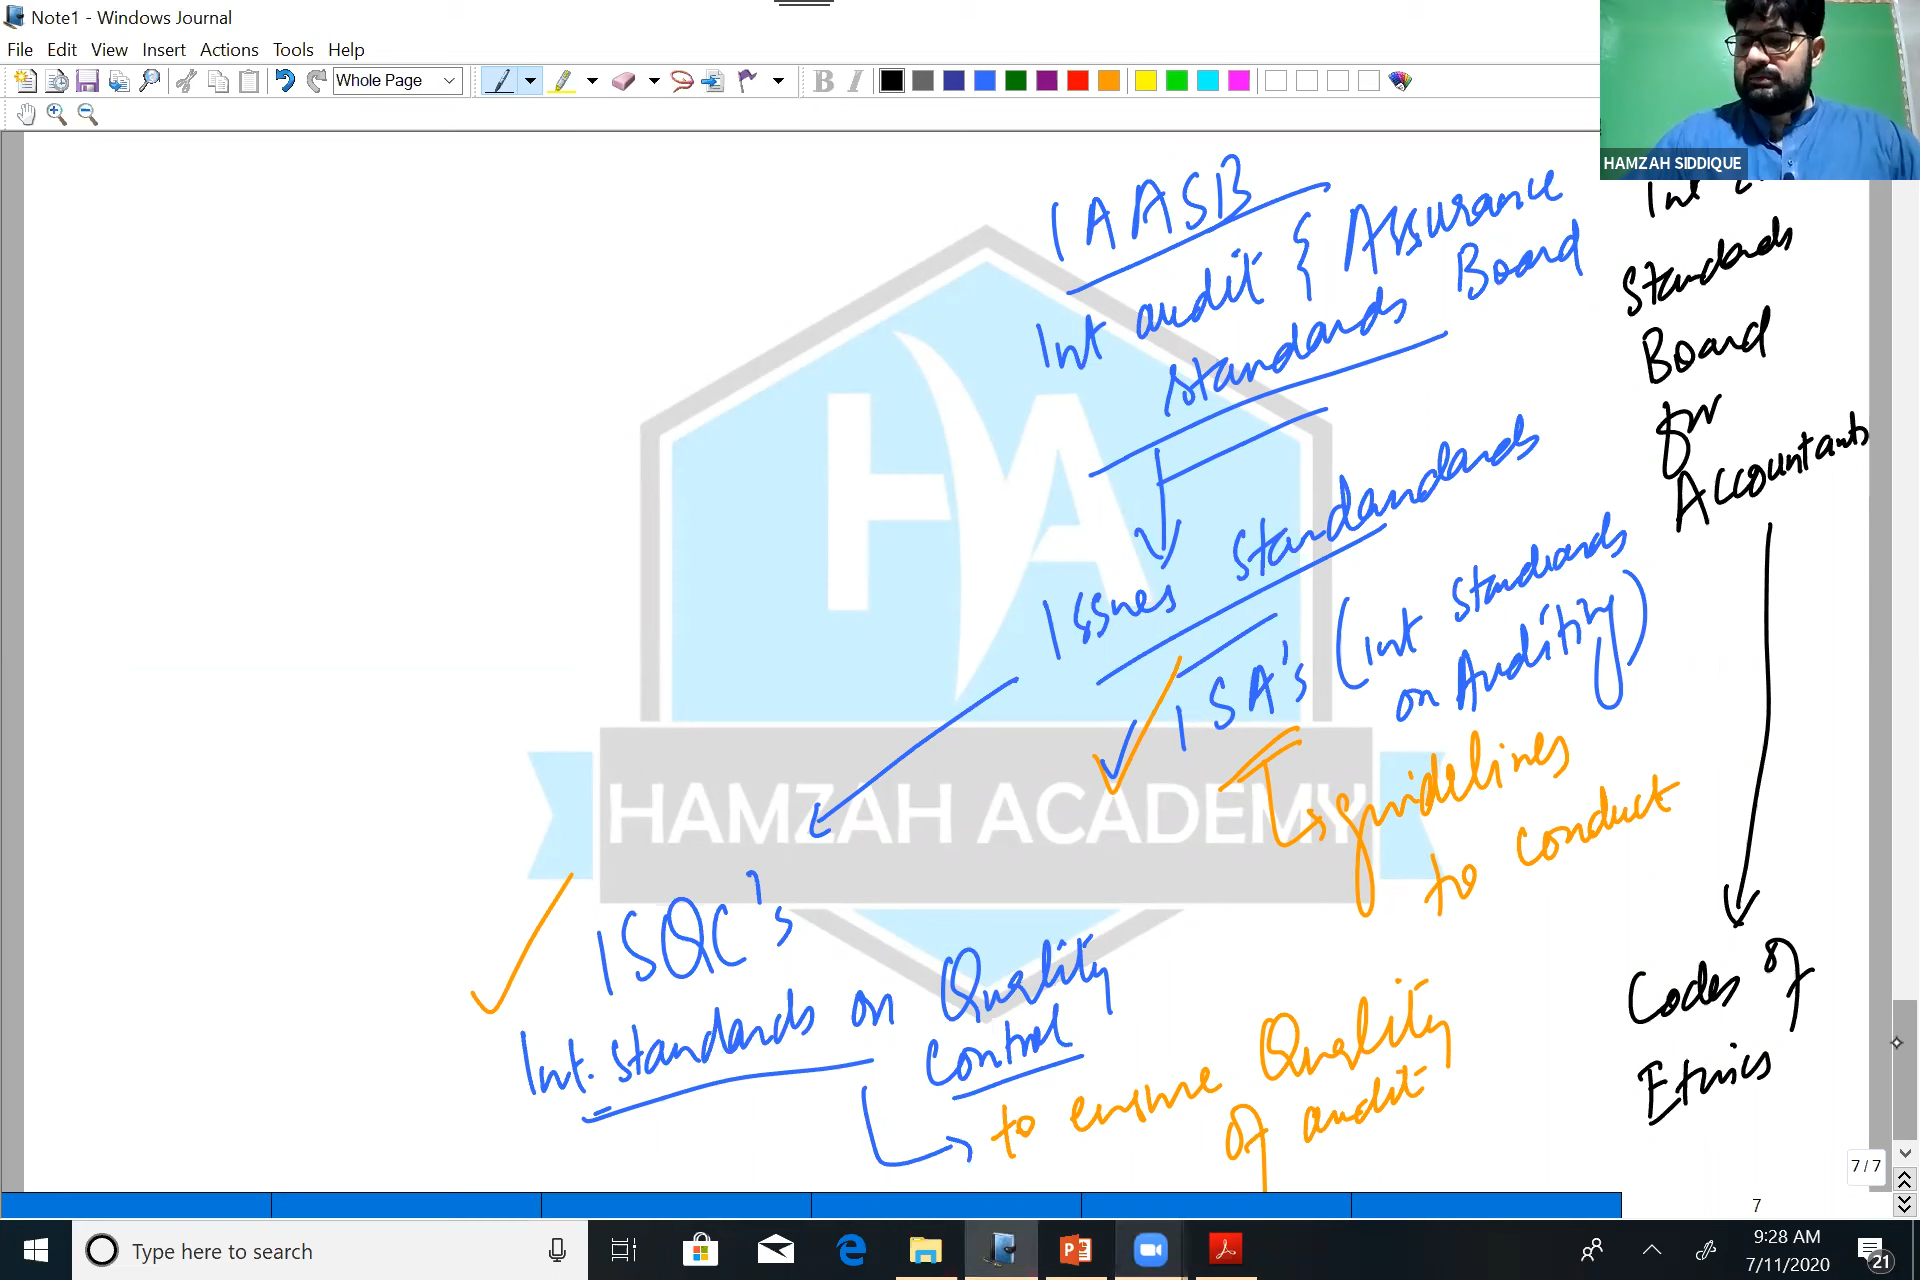 Note1 - Windows Journal
File Edit View Insert Actions Tools Help
Whole Page
B I
HAMZAH SIDDIQUE
IAASB
Int audit & Assurance
Standards Board
Issues Standandards
ISA's (Int Standards
on Auditing)
guidelines
to conduct
ISQC's
Int. Standards on Quality
Control
to ensure Quality
of audit
Int
Standards
Board
for
Accountants
Codes of
Ethics
HA
HAMZAH ACADEMY
7 / 7
7
Type here to search
9:28 AM
7/11/2020
21